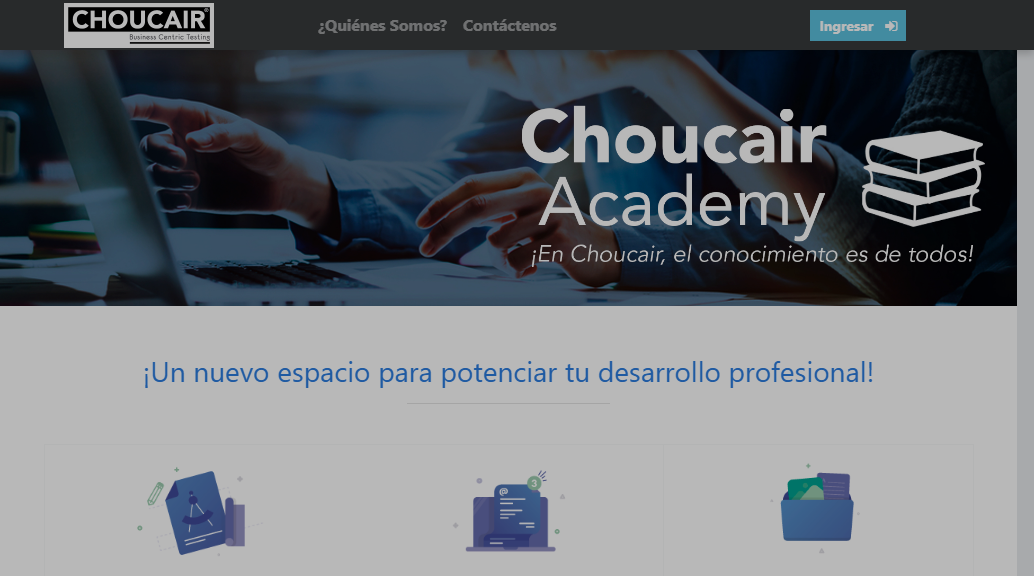 CHOUCAIR®
Business Centric Testing
¿Quiénes Somos?
Contáctenos
Ingresar
Choucair
Academy
¡En Choucair, el conocimiento es de todos!
¡Un nuevo espacio para potenciar tu desarrollo profesional!
@
3